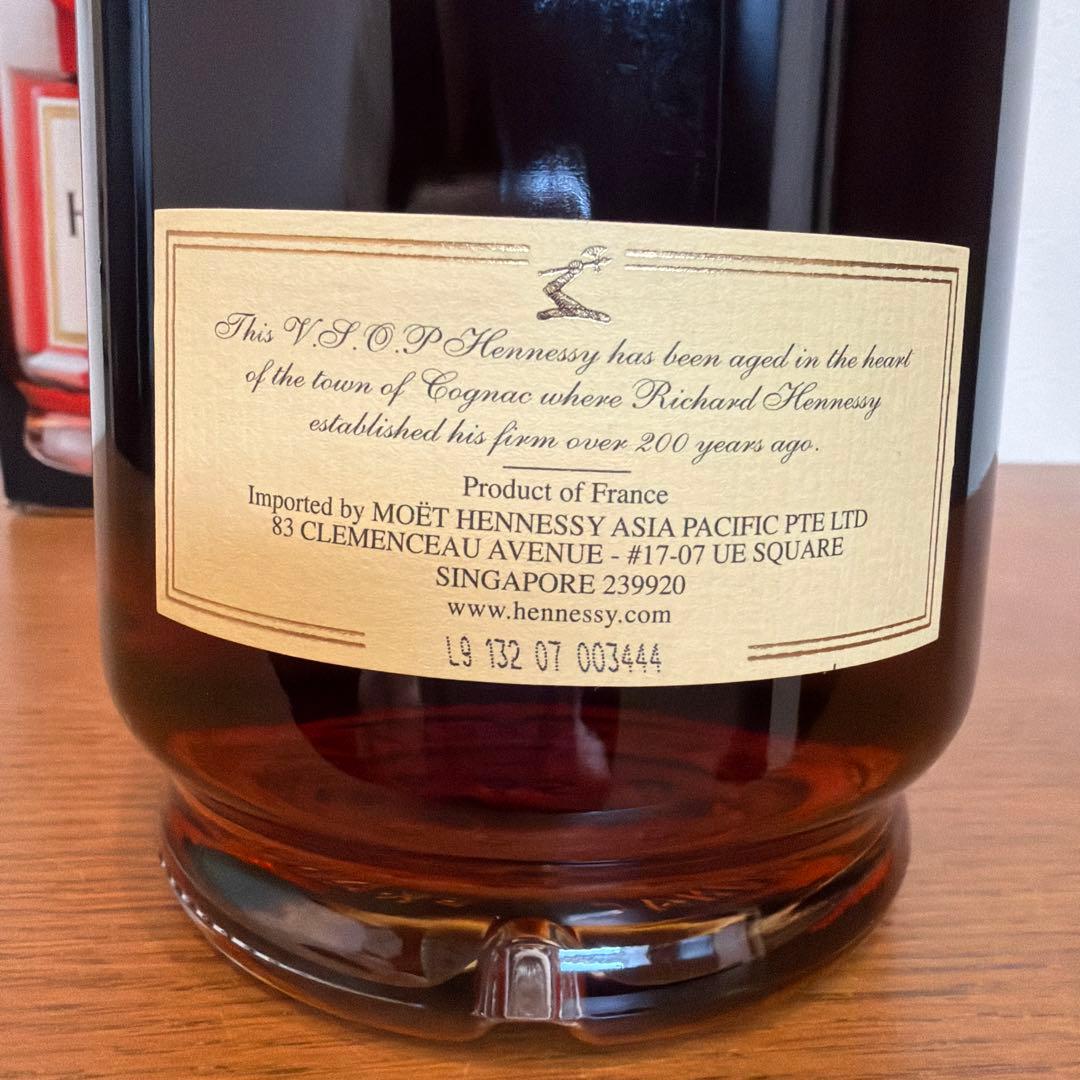 H
This V.S.O.P Hennessy has been aged in the heart
of the town of Cognac where Richard Hennessy
established his firm over 200 years ago.
Product of France
Imported by MOËT HENNESSY ASIA PACIFIC PTE LTD
83 CLEMENCEAU AVENUE - #17-07 UE SQUARE
SINGAPORE 239920
www.hennessy.com
L9 132 07 003444